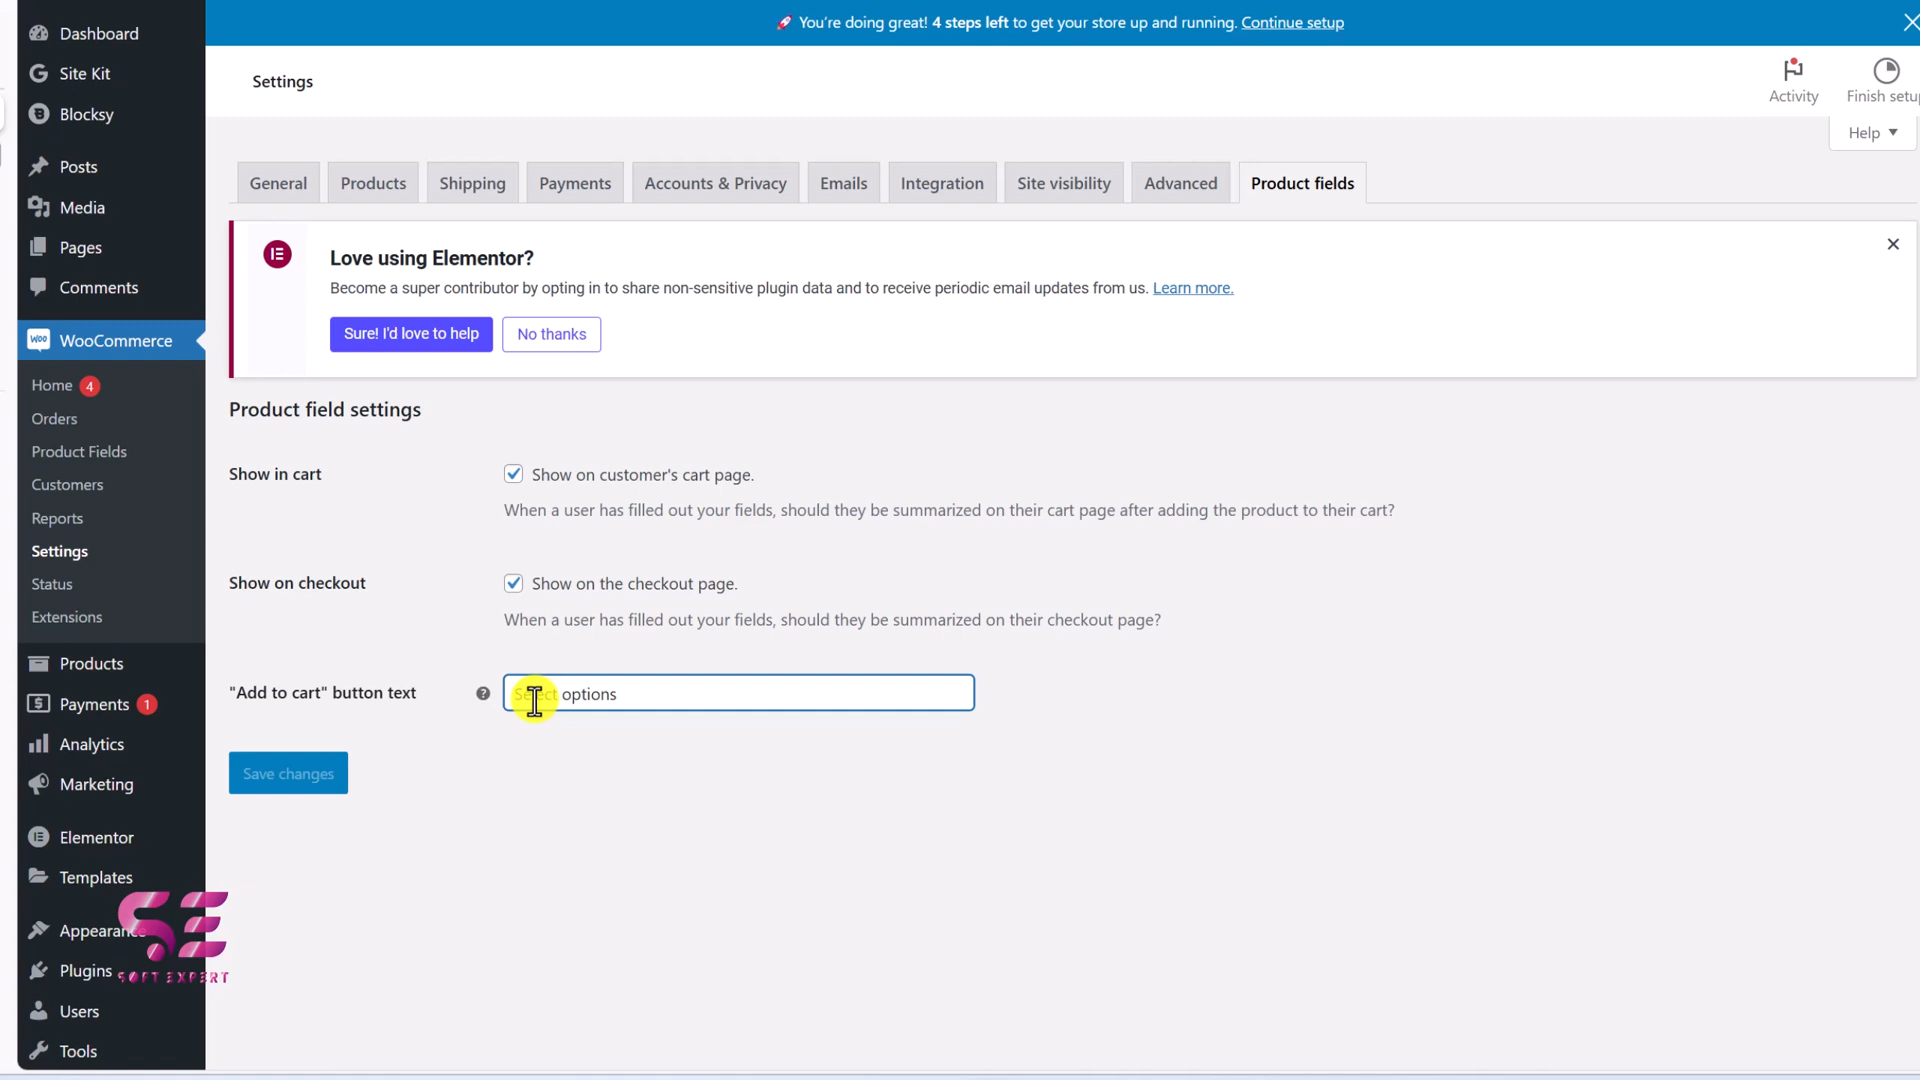 🚀 You're doing great! 4 steps left to get your store up and running. Continue setup
Settings
Activity
Finish setup
Help
Dashboard
Site Kit
Blocksy
Posts
Media
Pages
Comments
WooCommerce
Home 4
Orders
Product Fields
Customers
Reports
Settings
Status
Extensions
Products
Payments 1
Analytics
Marketing
Elementor
Templates
Appearance
Plugins
Users
Tools
SE
SOFT EXPERT
General Products Shipping Payments Accounts & Privacy Emails Integration Site visibility Advanced Product fields
Love using Elementor?
Become a super contributor by opting in to share non-sensitive plugin data and to receive periodic email updates from us. Learn more.
Sure! I'd love to help No thanks
Product field settings
Show in cart Show on customer's cart page.
When a user has filled out your fields, should they be summarized on their cart page after adding the product to their cart?
Show on checkout Show on the checkout page.
When a user has filled out your fields, should they be summarized on their checkout page?
"Add to cart" button text Select options
Save changes